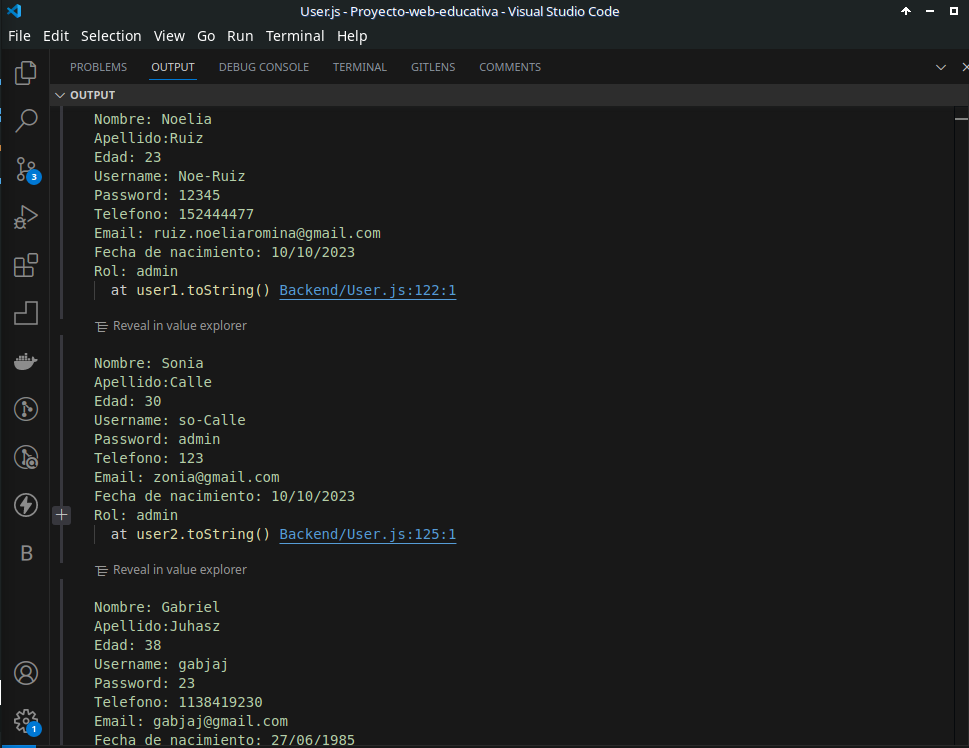 User.js - Proyecto-web-educativa - Visual Studio Code
File Edit Selection View Go Run Terminal Help
PROBLEMS OUTPUT DEBUG CONSOLE TERMINAL GITLENS COMMENTS
OUTPUT
Nombre: Noelia
Apellido:Ruiz
Edad: 23
3
Username: Noe-Ruiz
Password: 12345
Telefono: 152444477
Email: ruiz.noeliaromina@gmail.com
Fecha de nacimiento: 10/10/2023
Rol: admin
at user1.toString() Backend/User.js:122:1
Reveal in value explorer
Nombre: Sonia
Apellido:Calle
Edad: 30
Username: so-Calle
Password: admin
Telefono: 123
Email: zonia@gmail.com
Fecha de nacimiento: 10/10/2023
Rol: admin
at user2.toString() Backend/User.js:125:1
B
Reveal in value explorer
Nombre: Gabriel
Apellido:Juhasz
Edad: 38
Username: gabjaj
Password: 23
Telefono: 1138419230
Email: gabjaj@gmail.com
1
Fecha de nacimiento: 27/06/1985